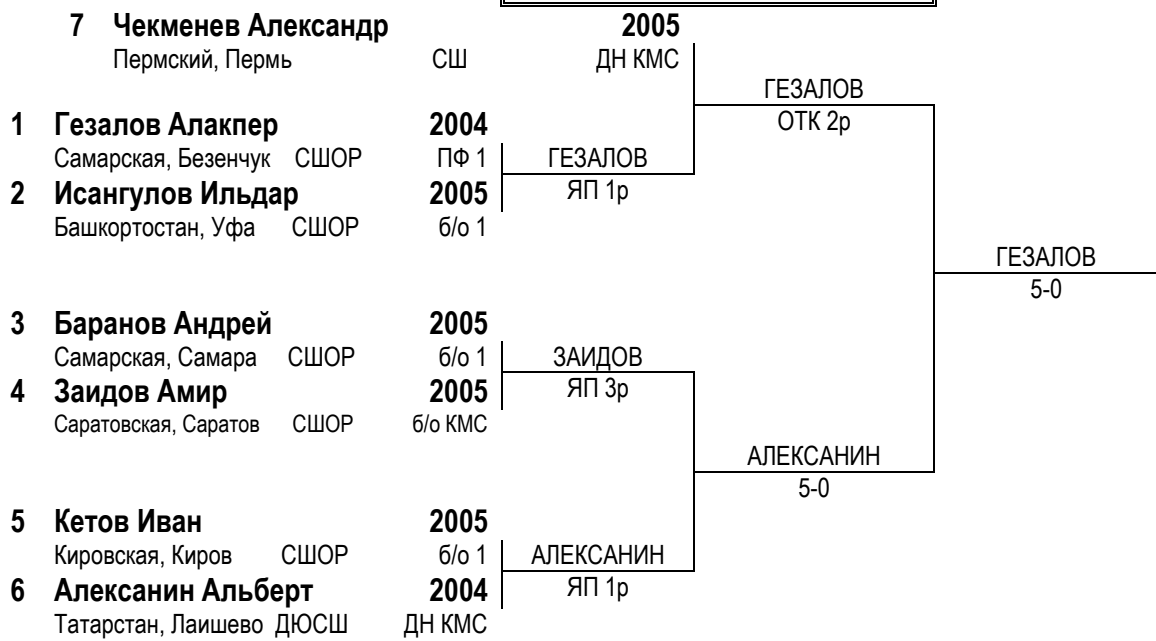 7 Чекменев Александр 2005
Пермский, Пермь СШ ДН КМС
ГЕЗАЛОВ
1 Гезалов Алакпер 2004 ОТК 2р
Самарская, Безенчук СШОР ПФ 1 ГЕЗАЛОВ
2 Исангулов Ильдар 2005 ЯП 1р
Башкортостан, Уфа СШОР б/о 1
ГЕЗАЛОВ
5-0
3 Баранов Андрей 2005
Самарская, Самара СШОР б/о 1 ЗАИДОВ
4 Заидов Амир 2005 ЯП 3р
Саратовская, Саратов СШОР б/о КМС
АЛЕКСАНИН
5-0
5 Кетов Иван 2005
Кировская, Киров СШОР б/о 1 АЛЕКСАНИН
6 Алексанин Альберт 2004 ЯП 1р
Татарстан, Лаишево ДЮСШ ДН КМС